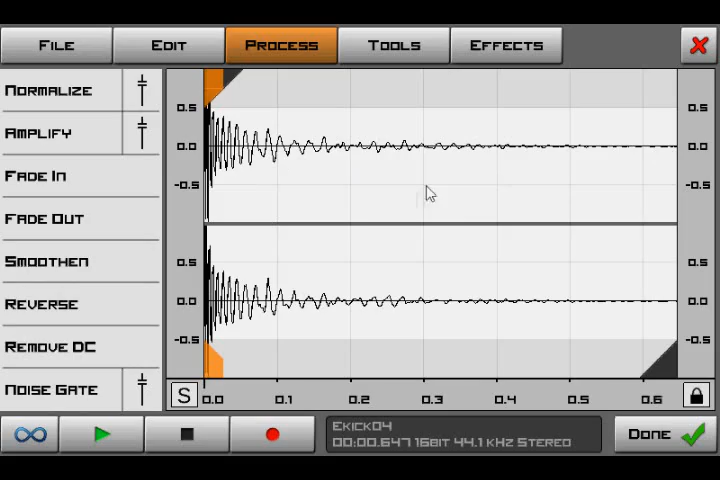 FILE EDIT PROCESS TOOLS EFFECTS
NORMALIZE
AMPLIFY
FADE IN
FADE OUT
SMOOTHEN
REVERSE
REMOVE DC
NOISE GATE
0.5 0.5
0.0 0.0
-0.5 -0.5
0.5 0.5
0.0 0.0
-0.5 -0.5
S 0.0 0.1 0.2 0.3 0.4 0.5 0.6
EKICK04
00:00.647 16BIT 44.1 KHZ STEREO
DONE